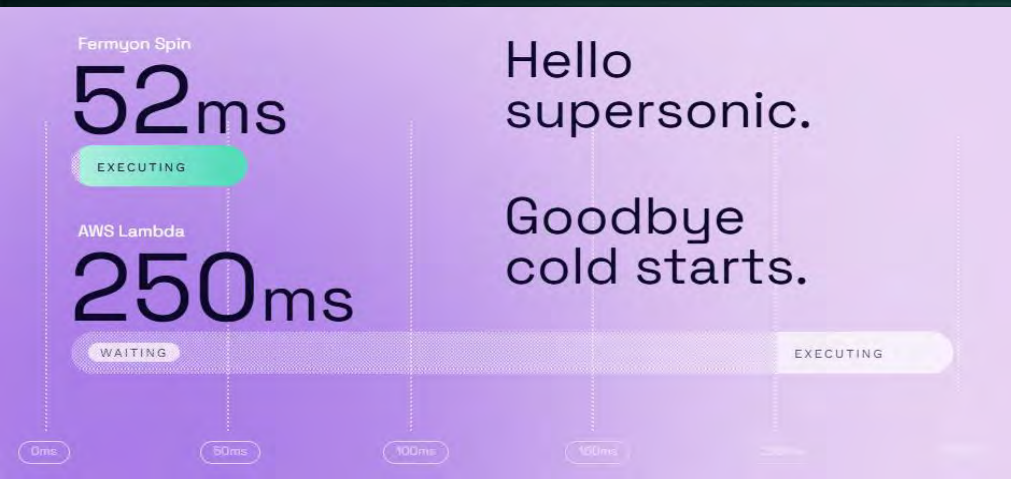 Fermyon Spin
52ms
EXECUTING
AWS Lambda
250ms
WAITING
EXECUTING
Hello
supersonic.
Goodbye
cold starts.
0ms
50ms
100ms
150ms